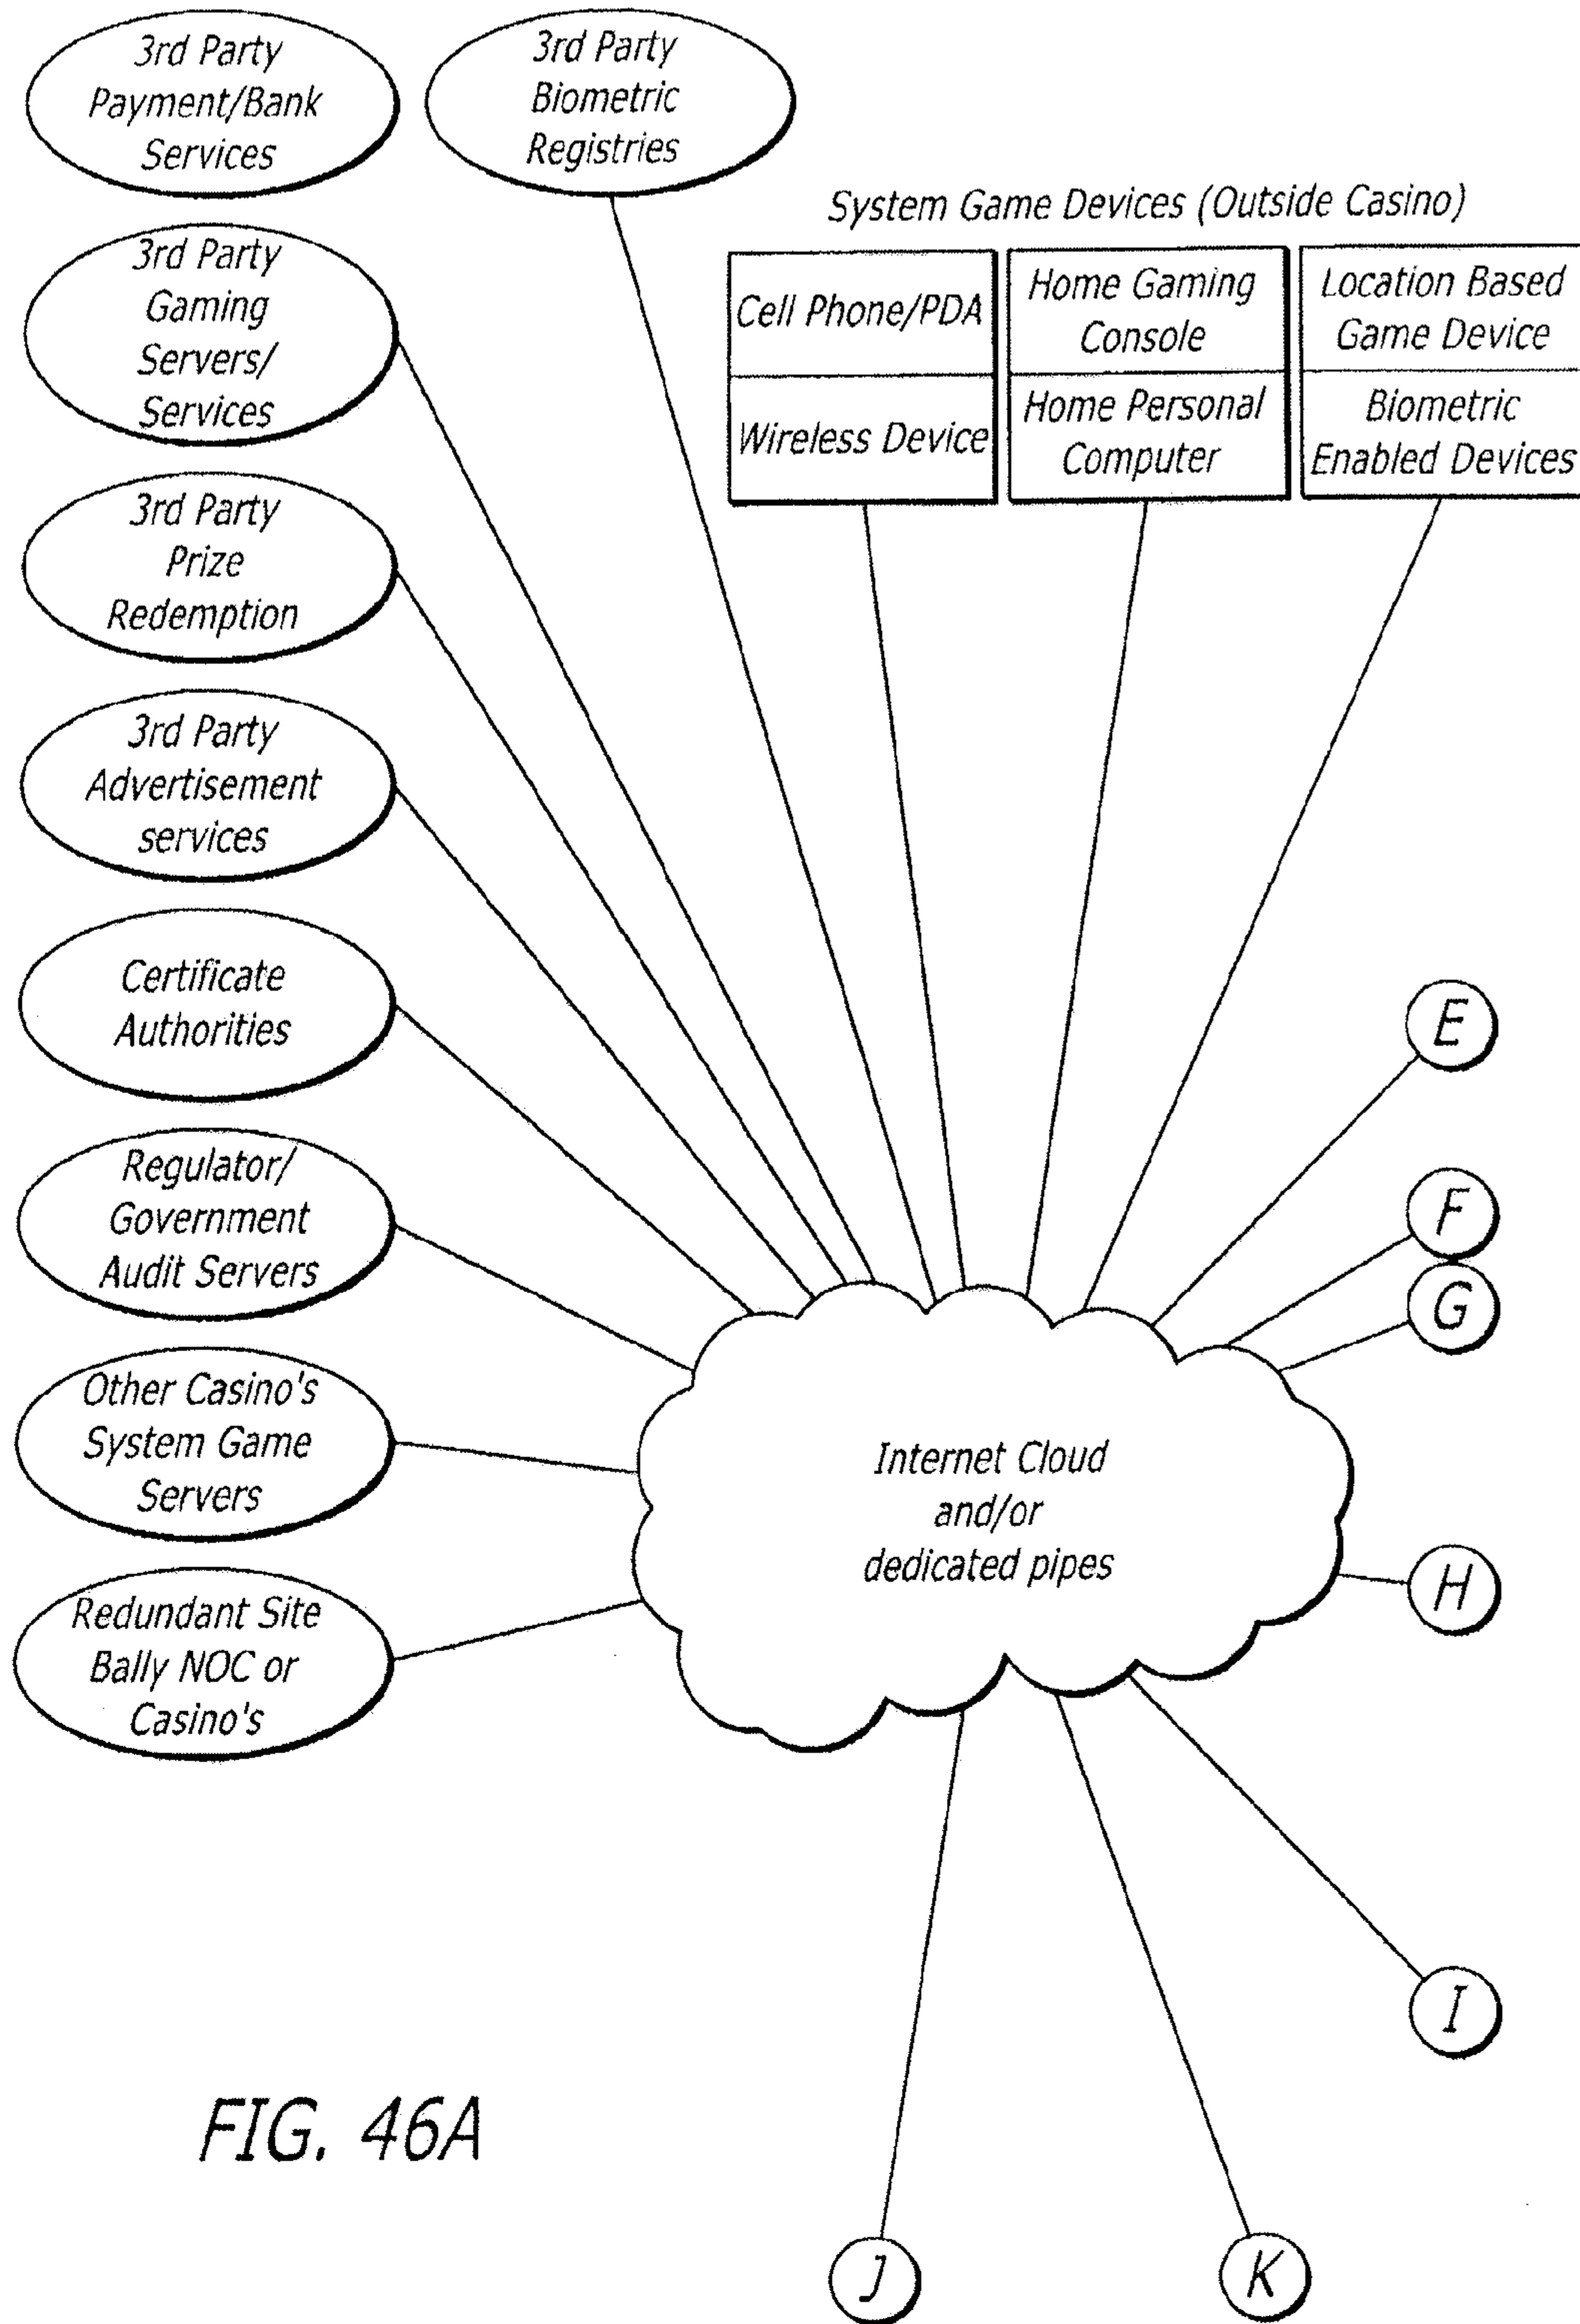 3rd Party
Payment/Bank
Services
3rd Party
Biometric
Registries
System Game Devices (Outside Casino)
3rd Party
Gaming
Servers/
Services
Cell Phone/PDA
Wireless Device
Home Gaming
Console
Home Personal
Computer
Location Based
Game Device
Biometric
Enabled Devices
3rd Party
Prize
Redemption
3rd Party
Advertisement
services
Certificate
Authorities
Regulator/
Government
Audit Servers
Other Casino's
System Game
Servers
Redundant Site
Bally NOC or
Casino's
Internet Cloud
and/or
dedicated pipes
E
F
G
H
I
J
K
FIG. 46A